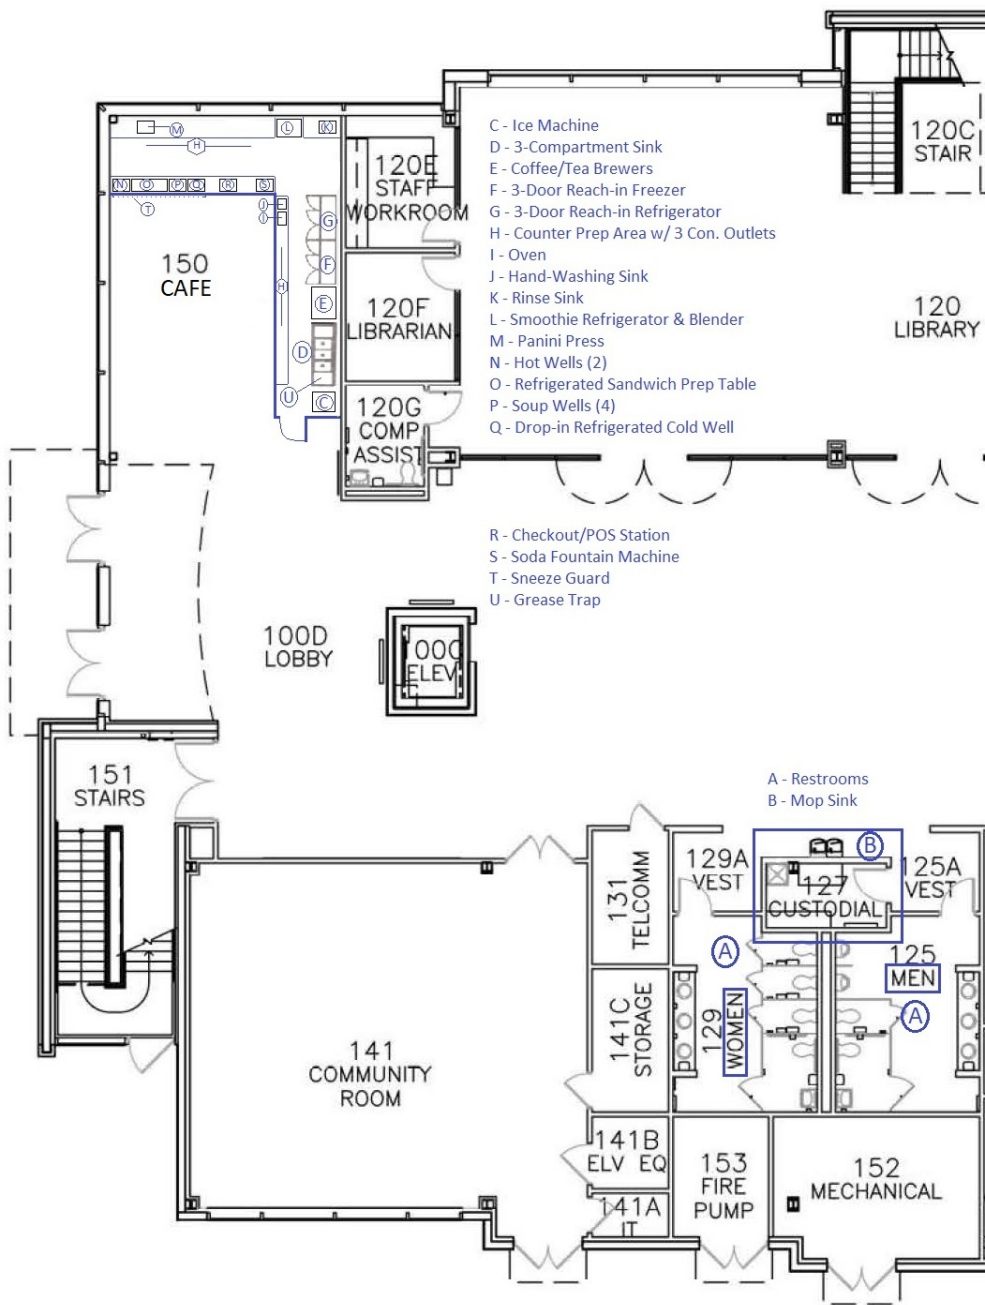 120C
STAIR
C - Ice Machine
D - 3-Compartment Sink
E - Coffee/Tea Brewers
F - 3-Door Reach-in Freezer
G - 3-Door Reach-in Refrigerator
H - Counter Prep Area w/ 3 Con. Outlets
I - Oven
J - Hand-Washing Sink
K - Rinse Sink
L - Smoothie Refrigerator & Blender
M - Panini Press
N - Hot Wells (2)
O - Refrigerated Sandwich Prep Table
P - Soup Wells (4)
Q - Drop-in Refrigerated Cold Well
M
H
L
K
N
O
P
Q
R
S
T
J
I
G
F
H
E
D
U
C
120E
STAFF
WORKROOM
150
CAFE
120F
LIBRARIAN
120
LIBRARY
120G
COMP
ASSIST
R - Checkout/POS Station
S - Soda Fountain Machine
T - Sneeze Guard
U - Grease Trap
100D
LOBBY
00C
ELEV
151
STAIRS
A - Restrooms
B - Mop Sink
B
129A
VEST
127
CUSTODIAL
125A
VEST
131
TELCOMM
A
125
MEN
A
129
WOMEN
141C
STORAGE
141
COMMUNITY
ROOM
141B
ELV EQ
141A
IT
153
FIRE
PUMP
152
MECHANICAL